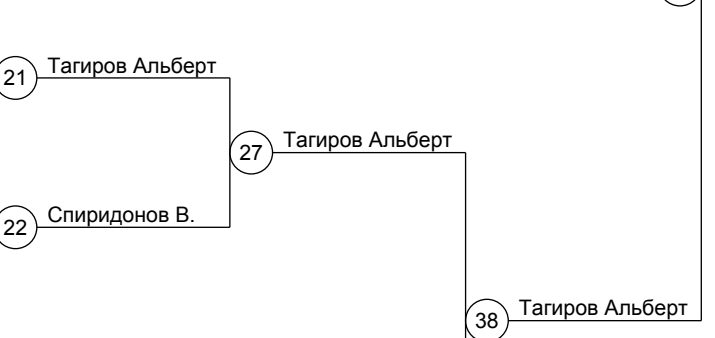 21 Тагиров Альберт
27 Тагиров Альберт
22 Спиридонов В.
38 Тагиров Альберт